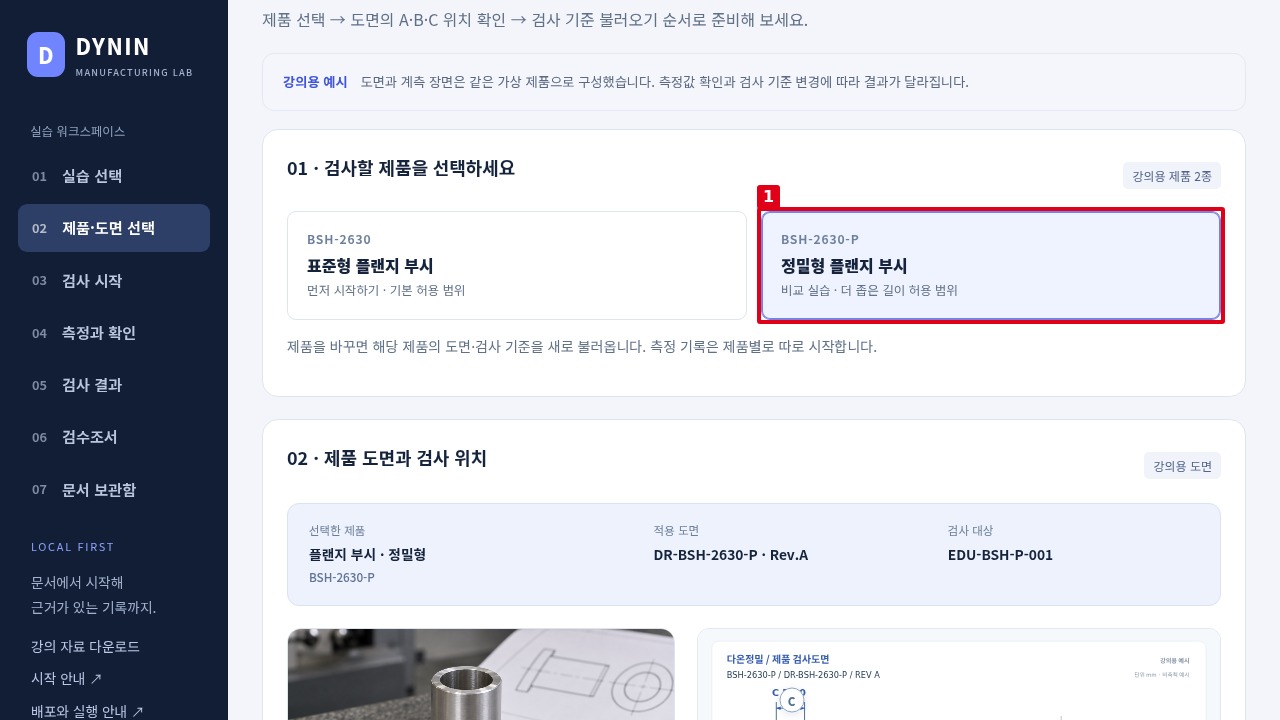 D
DYNIN
MANUFACTURING LAB
실습 워크스페이스
01 실습 선택
02 제품·도면 선택
03 검사 시작
04 측정과 확인
05 검사 결과
06 검수조서
07 문서 보관함
LOCAL FIRST
문서에서 시작해
근거가 있는 기록까지.
강의 자료 다운로드
시작 안내 ↗
배포와 실행 안내 ↗
제품 선택 → 도면의 A·B·C 위치 확인 → 검사 기준 불러오기 순서로 준비해 보세요.
강의용 예시 도면과 계측 장면은 같은 가상 제품으로 구성했습니다. 측정값 확인과 검사 기준 변경에 따라 결과가 달라집니다.
01 · 검사할 제품을 선택하세요
강의용 제품 2종
BSH-2630
표준형 플랜지 부시
먼저 시작하기 · 기본 허용 범위
1
BSH-2630-P
정밀형 플랜지 부시
비교 실습 · 더 좁은 길이 허용 범위
제품을 바꾸면 해당 제품의 도면·검사 기준을 새로 불러옵니다. 측정 기록은 제품별로 따로 시작합니다.
02 · 제품 도면과 검사 위치
강의용 도면
선택한 제품
플랜지 부시 · 정밀형
BSH-2630-P
적용 도면
DR-BSH-2630-P · Rev.A
검사 대상
EDU-BSH-P-001
다온정밀 / 제품 검사도면
BSH-2630-P / DR-BSH-2630-P / REV A
강의용 예시
C